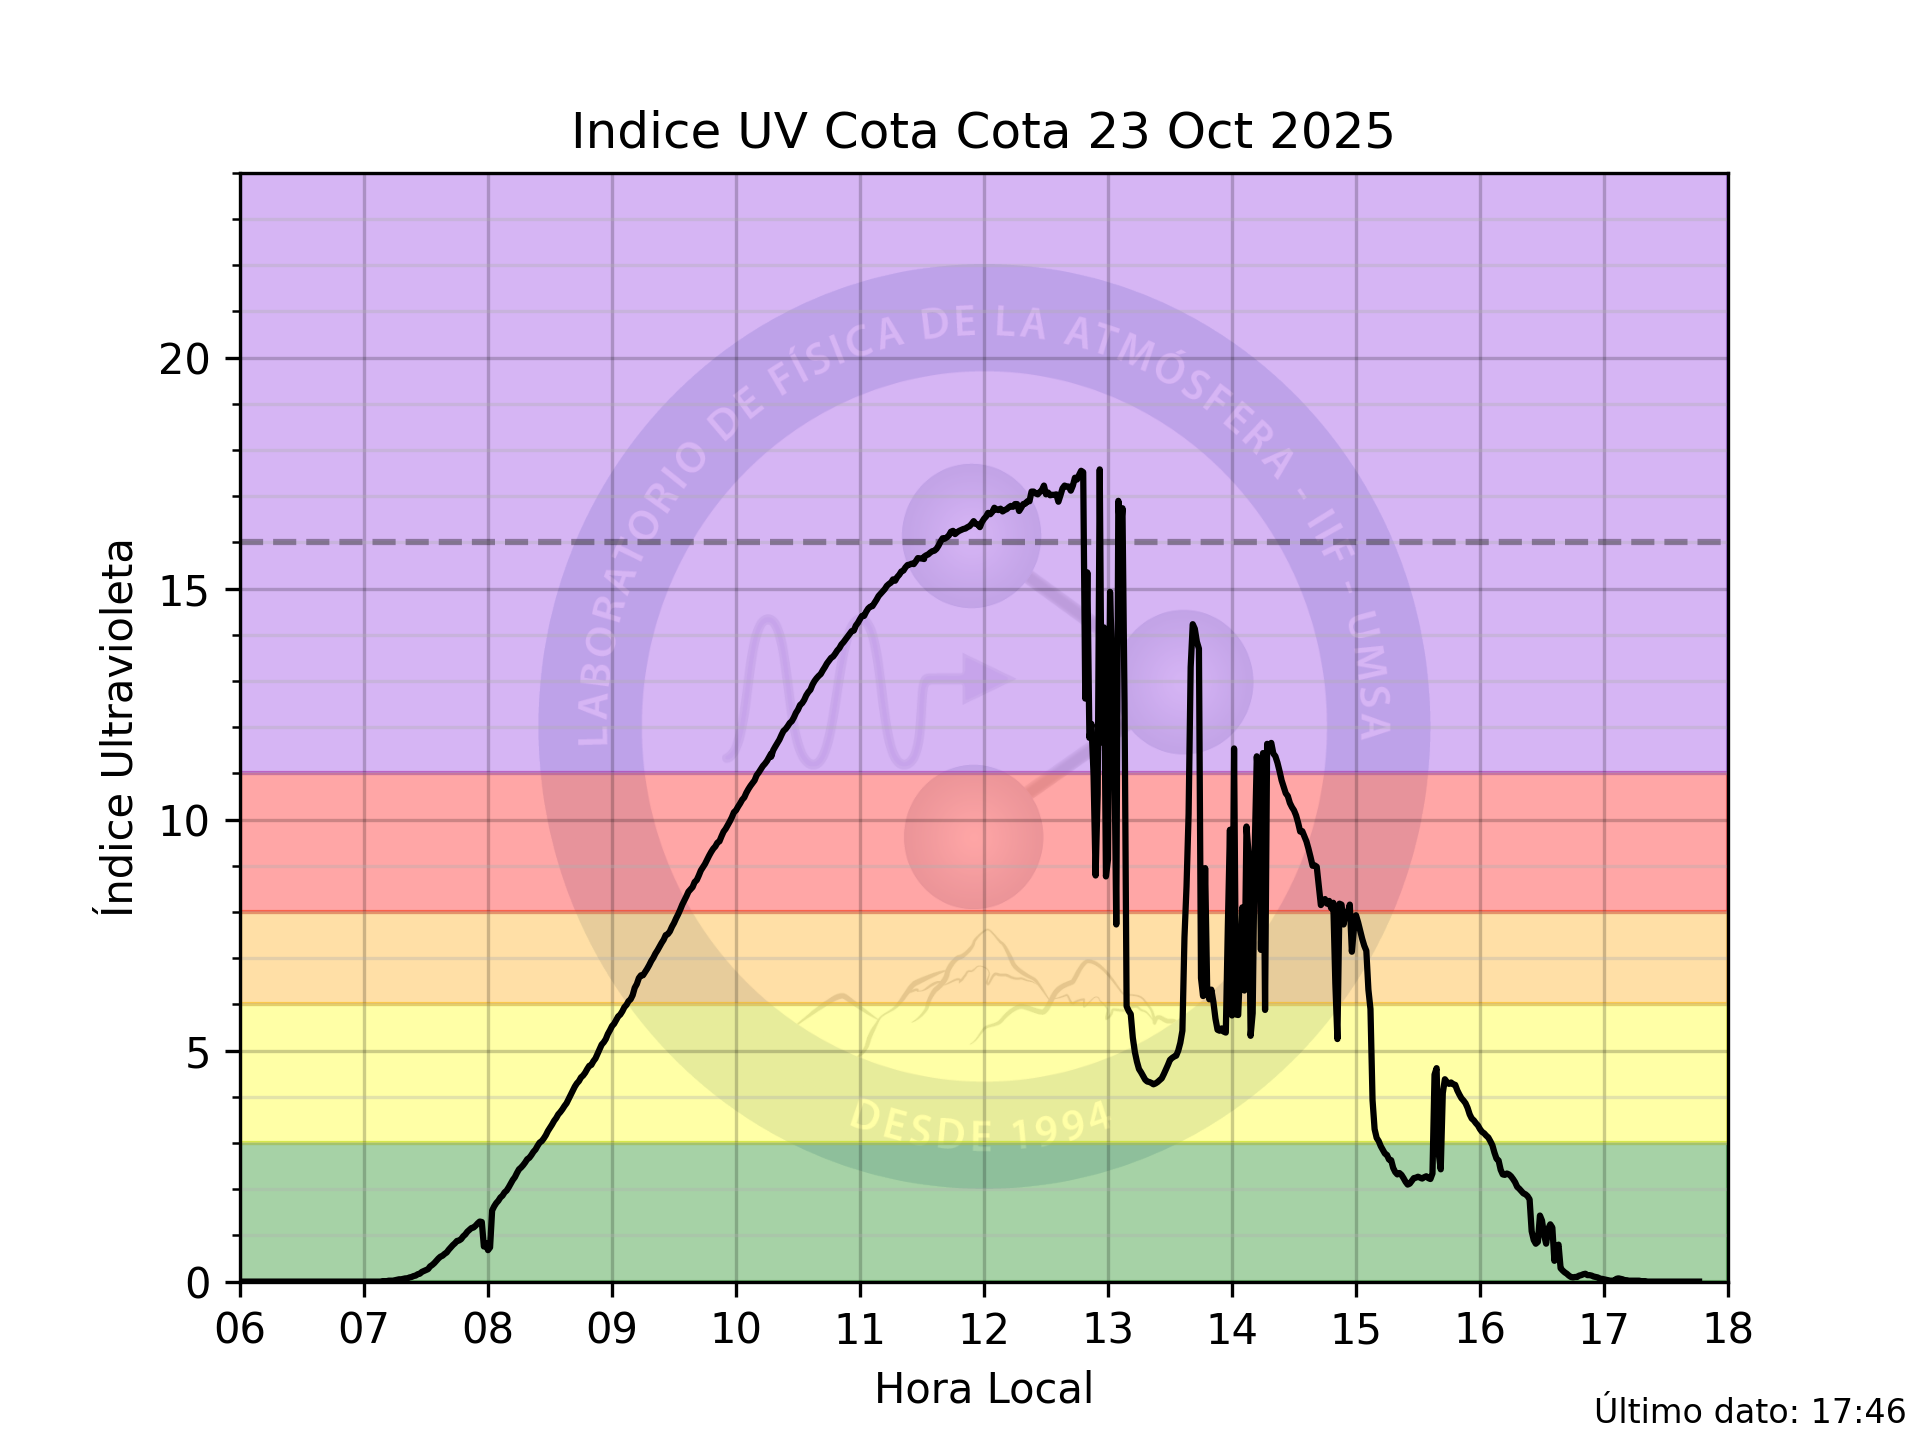 Indice UV Cota Cota 23 Oct 2025
LABORATORIO DE FÍSICA DE LA ATMÓSFERA - IIF - UMSA
DESDE 1994
Índice Ultravioleta
20
15
10
5
0
06 07 08 09 10 11 12 13 14 15 16 17 18
Hora Local
Último dato: 17:46